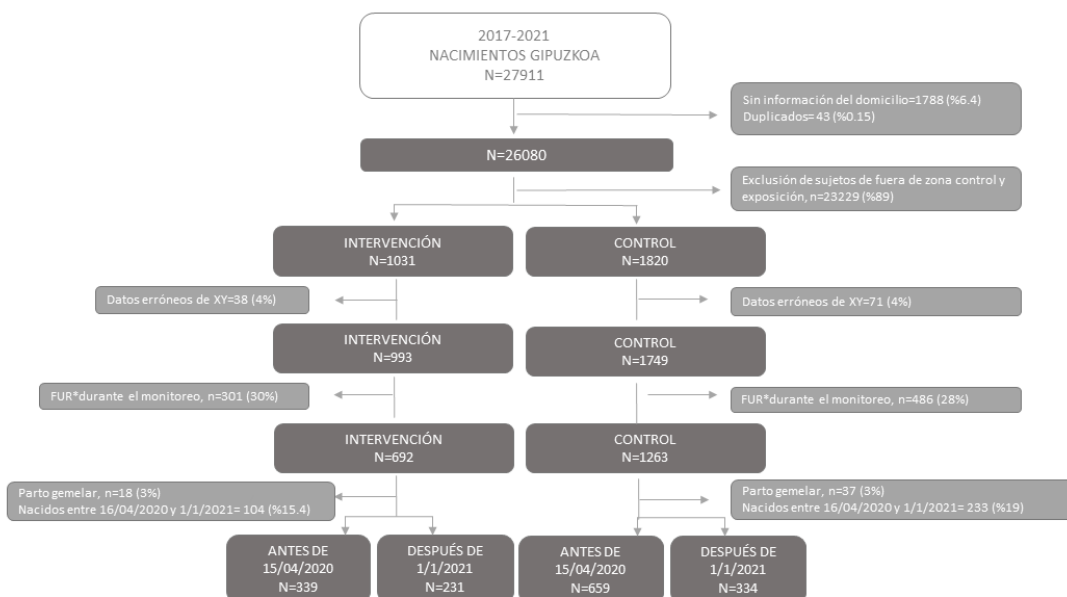 2017-2021
NACIMIENTOS GIPUZKOA
N=27911
Sin información del domicilio=1788 (%6.4)
Duplicados= 43 (%0.15)
N=26080
Exclusión de sujetos de fuera de zona control y
exposición, n=23229 (%89)
INTERVENCIÓN
N=1031
CONTROL
N=1820
Datos erróneos de XY=38 (4%)
Datos erróneos de XY=71 (4%)
INTERVENCIÓN
N=993
CONTROL
N=1749
FUR*durante el monitoreo, n=301 (30%)
FUR*durante el monitoreo, n=486 (28%)
INTERVENCIÓN
N=692
CONTROL
N=1263
Parto gemelar, n=18 (3%)
Nacidos entre 16/04/2020 y 1/1/2021= 104 (%15.4)
Parto gemelar, n=37 (3%)
Nacidos entre 16/04/2020 y 1/1/2021= 233 (%19)
ANTES DE
15/04/2020
N=339
DESPUÉS DE
1/1/2021
N=231
ANTES DE
15/04/2020
N=659
DESPUÉS DE
1/1/2021
N=334